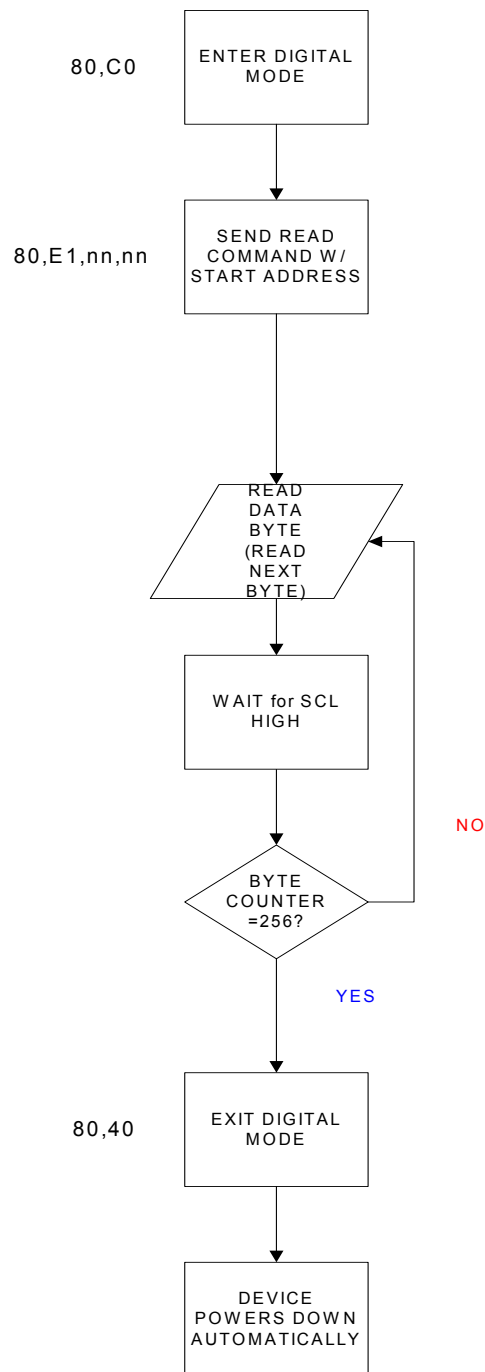 80,C0
ENTER DIGITAL
MODE
80,E1,nn,nn
SEND READ
COMMAND W/
START ADDRESS
READ
DATA
BYTE
(READ
NEXT
BYTE)
WAIT for SCL
HIGH
NO
BYTE
COUNTER
=256?
YES
80,40
EXIT DIGITAL
MODE
DEVICE
POWERS DOWN
AUTOMATICALLY